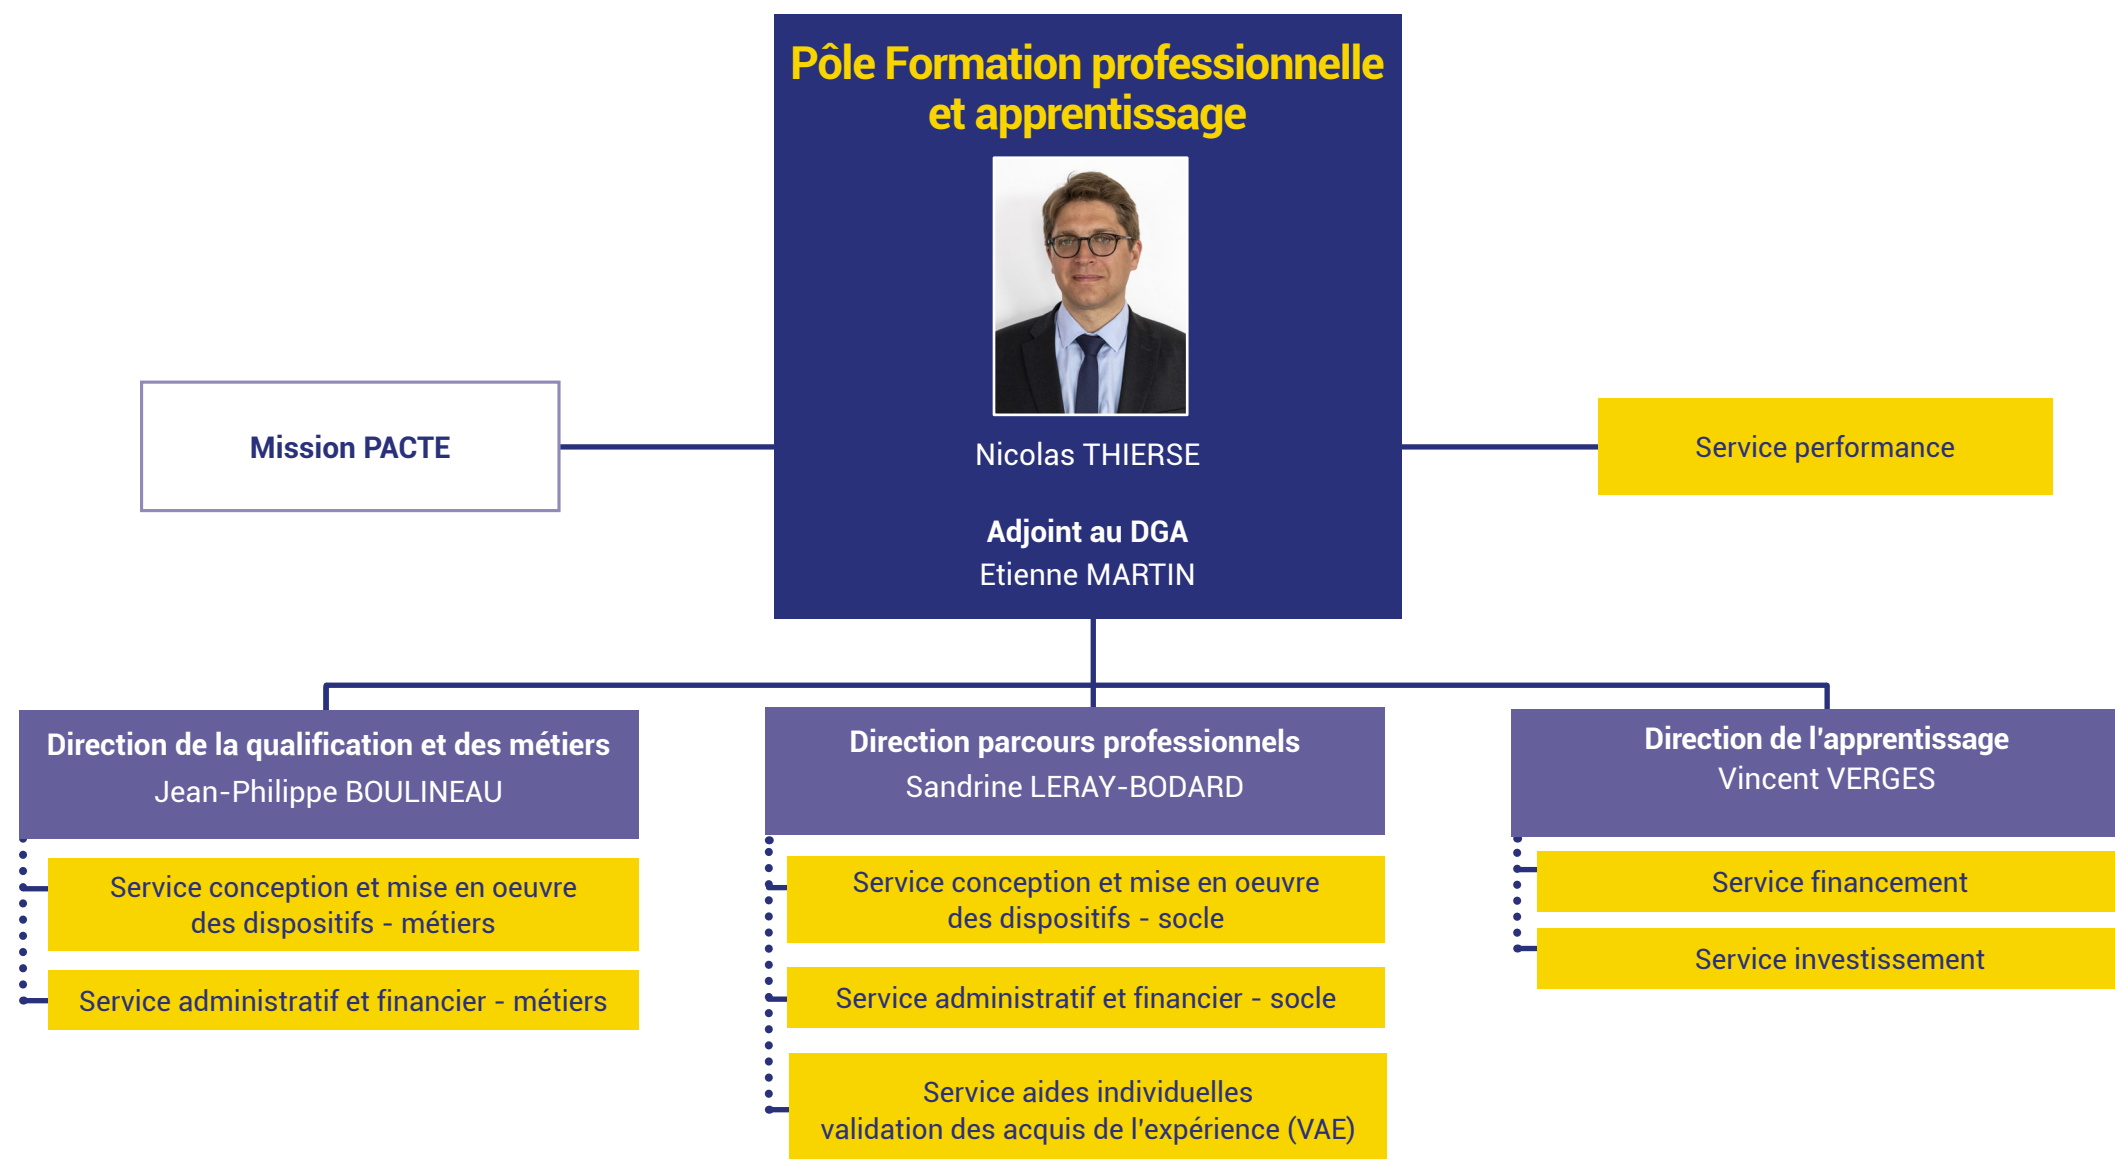 Pôle Formation professionnelle
et apprentissage
Nicolas THIERSE
Adjoint au DGA
Etienne MARTIN
Mission PACTE
Service performance
Direction de la qualification et des métiers
Jean-Philippe BOULINEAU
Service conception et mise en oeuvre
des dispositifs - métiers
Service administratif et financier - métiers
Direction parcours professionnels
Sandrine LERAY-BODARD
Service conception et mise en oeuvre
des dispositifs - socle
Service administratif et financier - socle
Service aides individuelles
validation des acquis de l'expérience (VAE)
Direction de l'apprentissage
Vincent VERGES
Service financement
Service investissement